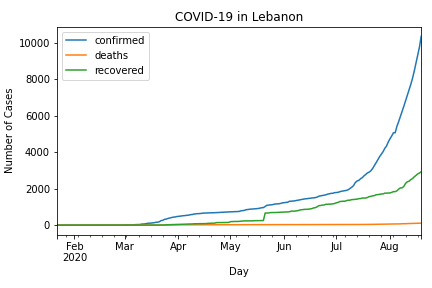 COVID-19 in Lebanon
confirmed
deaths
recovered
Number of Cases
10000
8000
6000
4000
2000
0
Feb Mar Apr May Jun Jul Aug
2020
Day